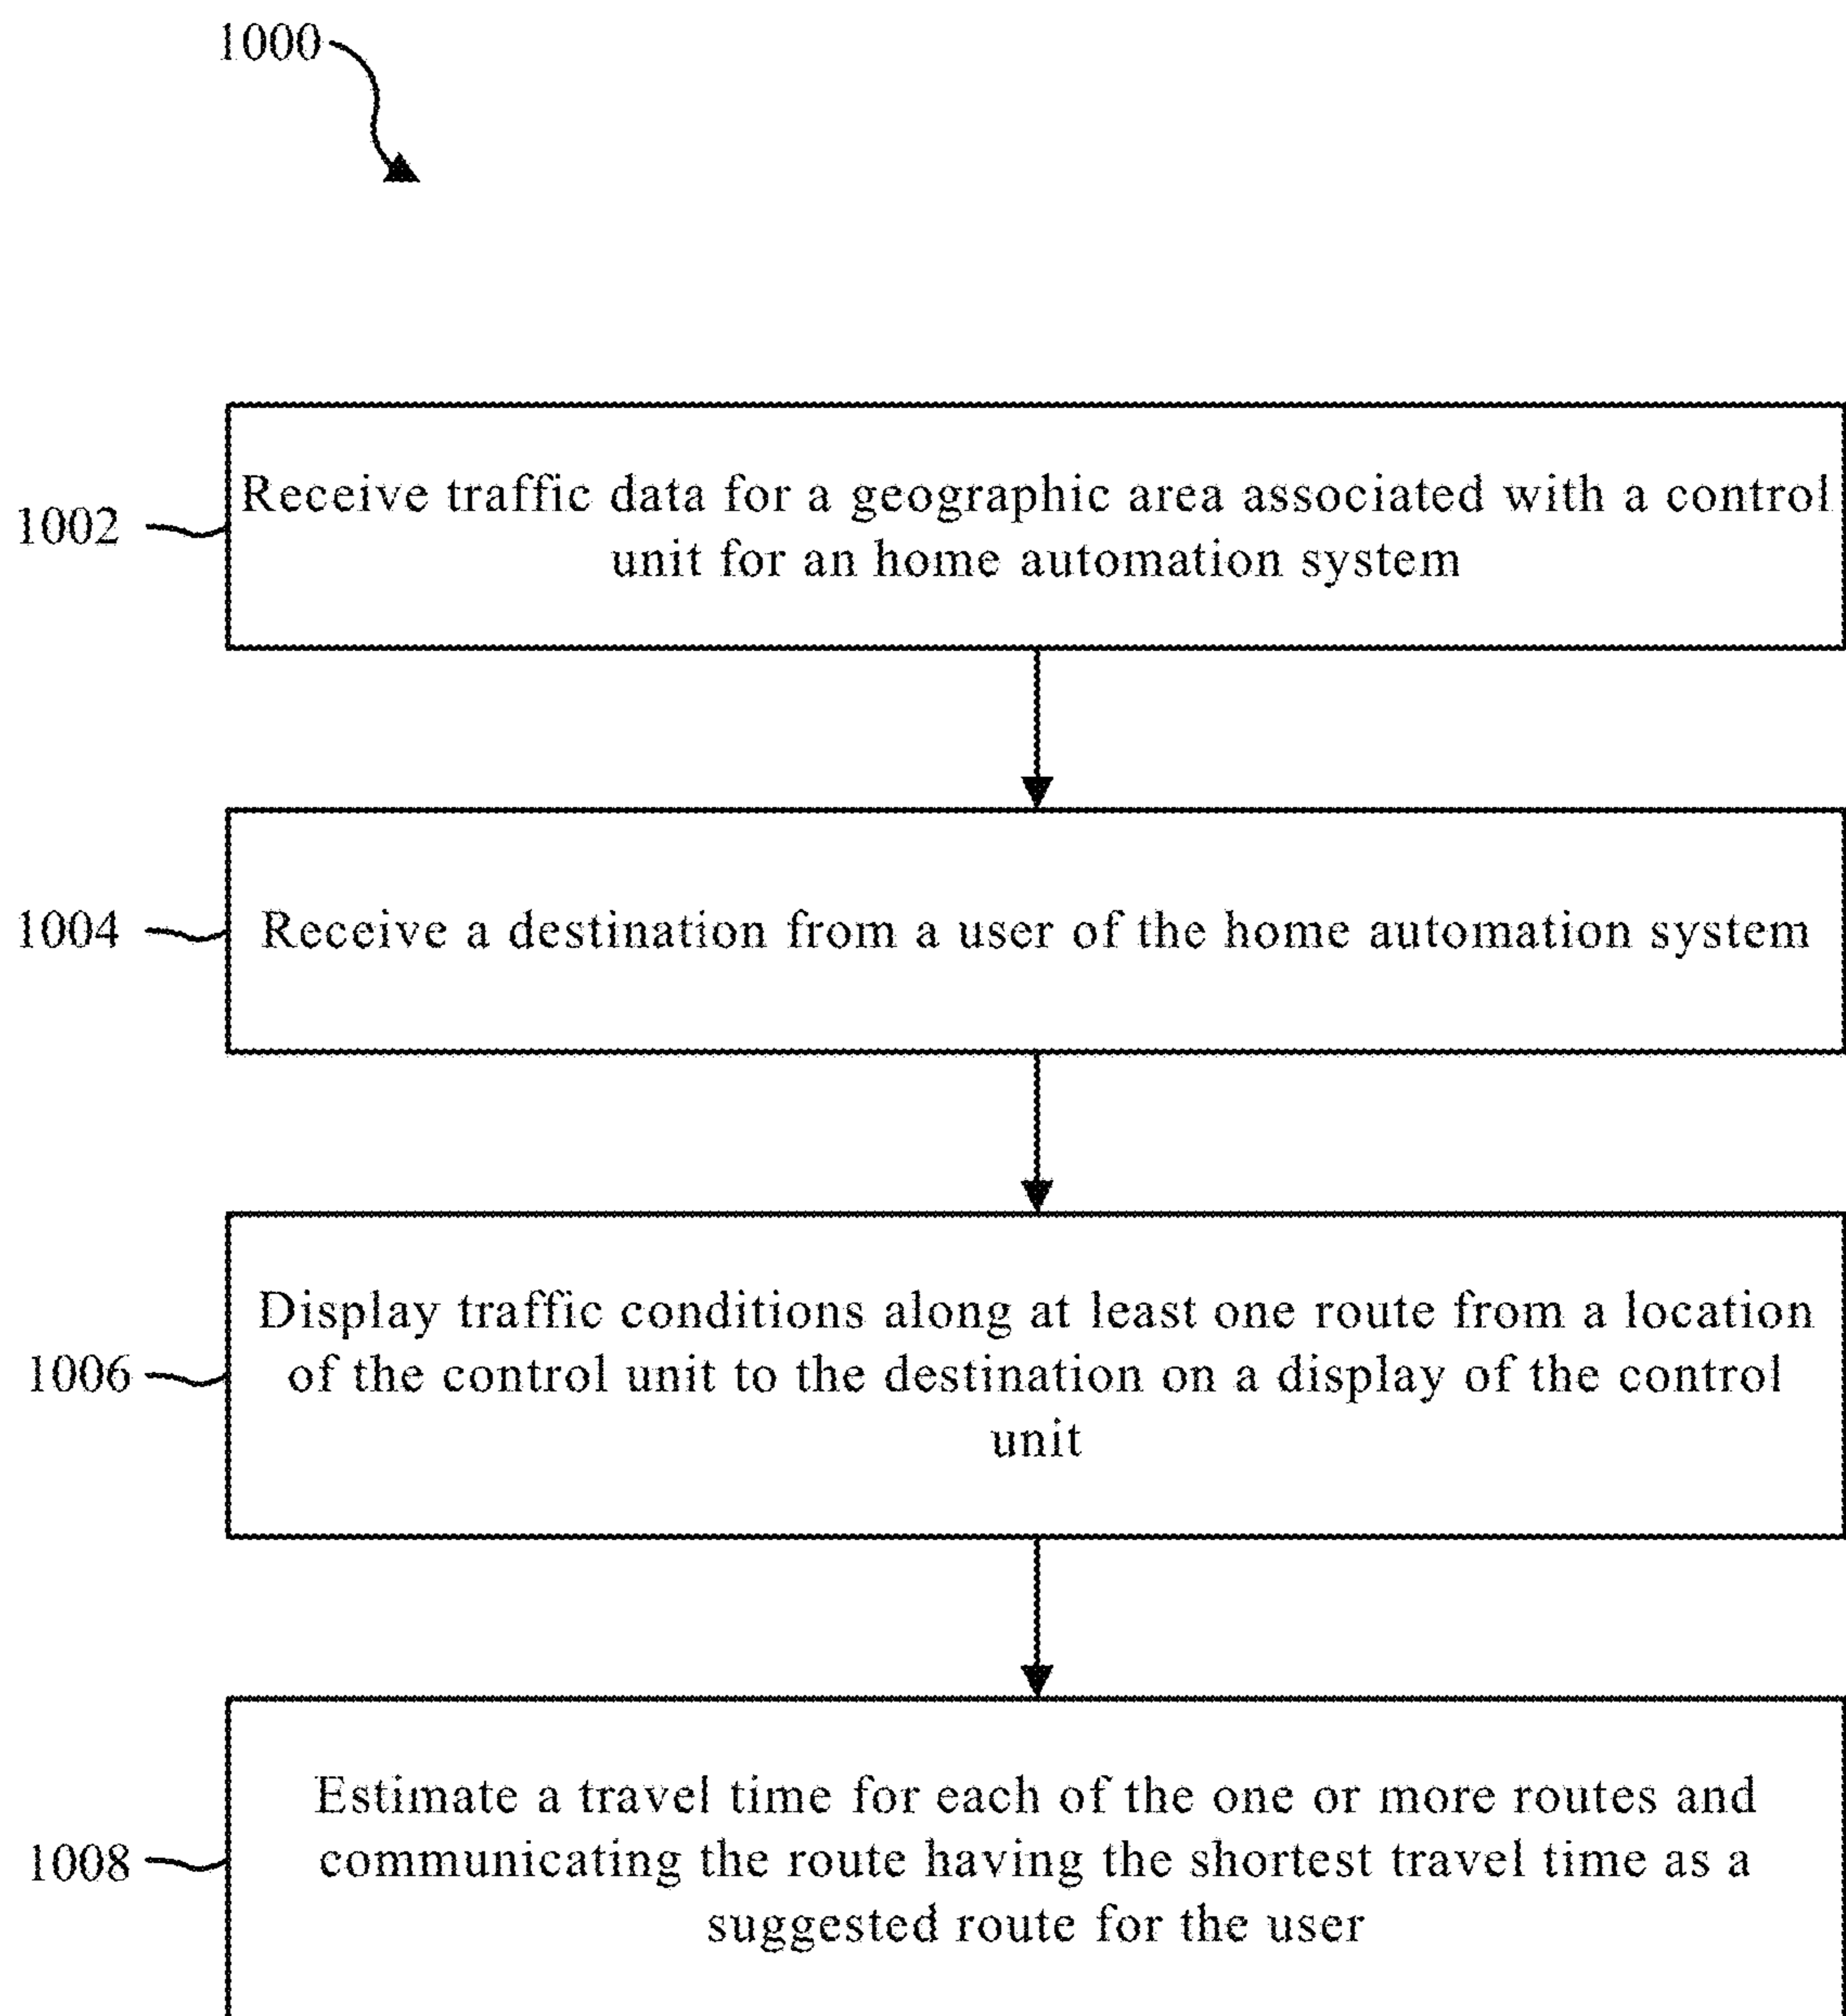 1000
1002
Receive traffic data for a geographic area associated with a control
unit for an home automation system
1004
Receive a destination from a user of the home automation system
1006
Display traffic conditions along at least one route from a location
of the control unit to the destination on a display of the control
unit
1008
Estimate a travel time for each of the one or more routes and
communicating the route having the shortest travel time as a
suggested route for the user